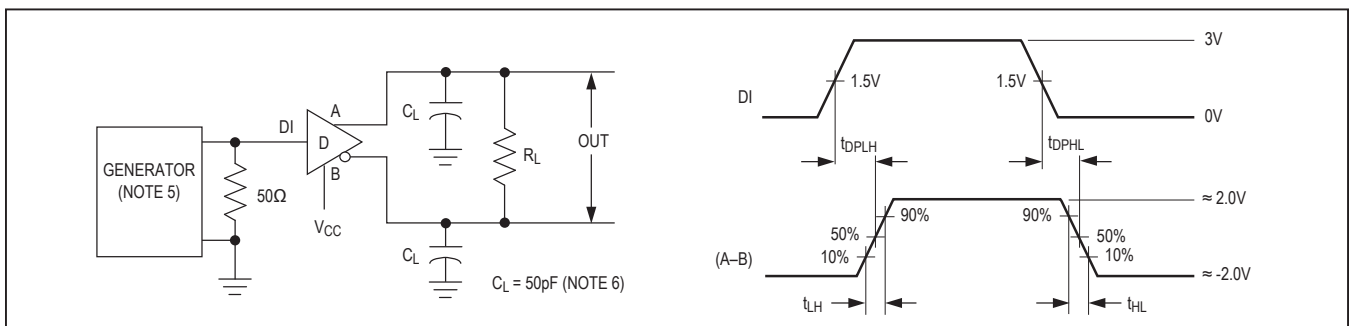 GENERATOR
(NOTE 5)
50Ω
DI
D
A
B
VCC
CL
CL
RL
OUT
CL = 50pF (NOTE 6)
DI
1.5V
1.5V
3V
0V
tDPLH
tDPHL
(A–B)
90%
50%
10%
90%
50%
10%
≈ 2.0V
≈ -2.0V
tLH
tHL